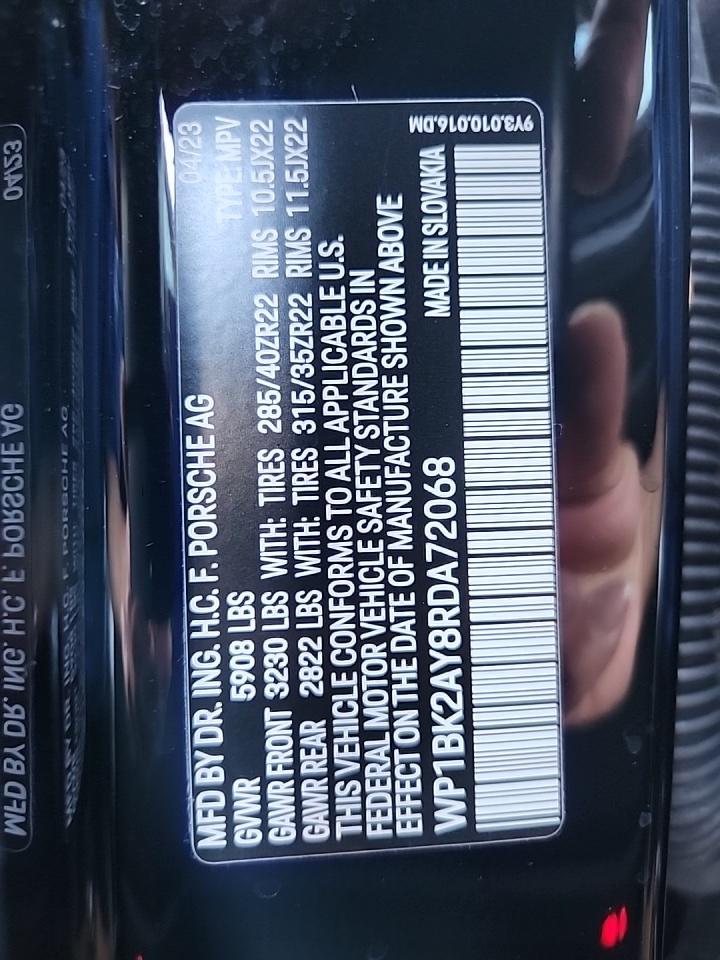 MFD BY DR. ING. H.C. F. PORSCHE AG 04/23
GVWR 5908 LBS TYPE:MPV
GAWR FRONT 3230 LBS WITH: TIRES 285/40ZR22 RIMS 10.5JX22
GAWR REAR 2822 LBS WITH: TIRES 315/35ZR22 RIMS 11.5JX22
THIS VEHICLE CONFORMS TO ALL APPLICABLE U.S.
FEDERAL MOTOR VEHICLE SAFETY STANDARDS IN
EFFECT ON THE DATE OF MANUFACTURE SHOWN ABOVE
WP1BK2AY8RDA72068 MADE IN SLOVAKIA
9Y3.010.016.DM